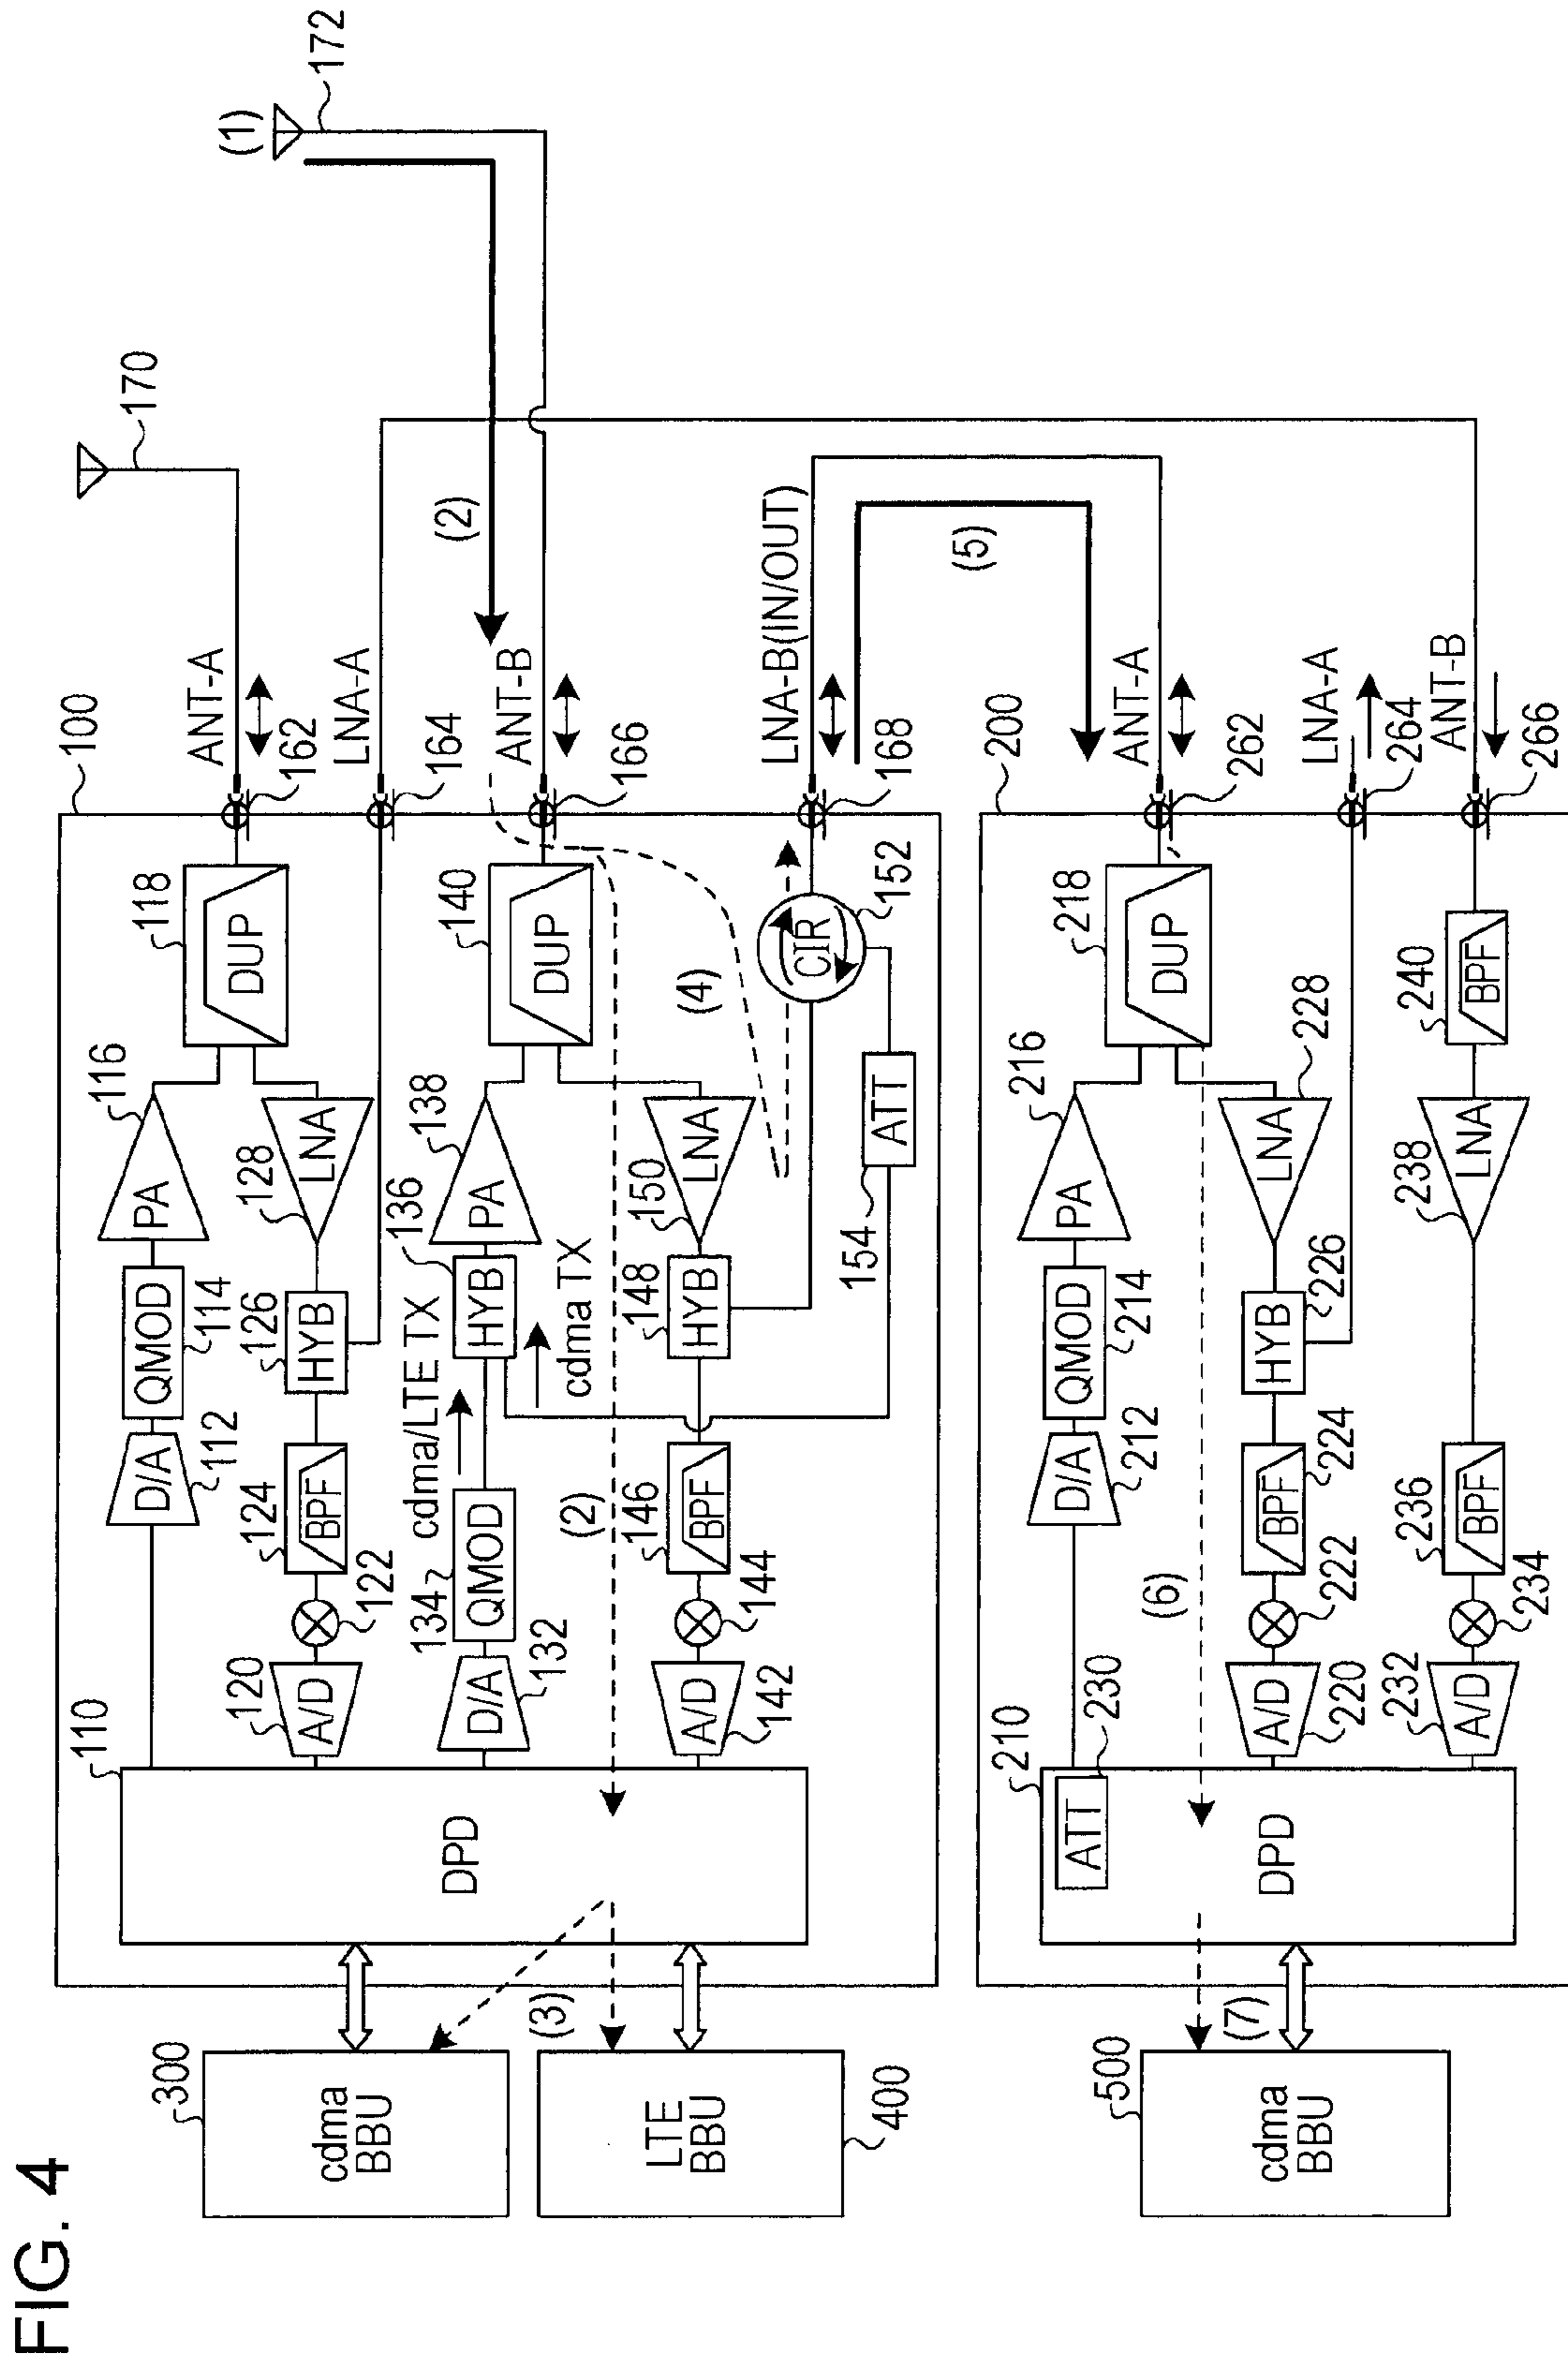 FIG. 4
170
(1)
172
100
ANT-A
162
LNA-A
164
(2)
ANT-B
166
LNA-B(IN/OUT)
168
(5)
200
ANT-A
262
LNA-A
264
ANT-B
266
118
DUP
116
PA
128
LNA
114
QMOD
126
HYB
112
D/A
124
BPF
122
120
A/D
110
DPD
140
DUP
138
PA
136
HYB
cdma/LTE TX
cdma TX
134
QMOD
132
D/A
(2)
(4)
152
CIR
150
LNA
148
HYB
154
ATT
146
BPF
144
142
A/D
(3)
300
cdma
BBU
400
LTE
BBU
218
DUP
216
PA
228
LNA
214
QMOD
226
HYB
212
D/A
224
BPF
222
220
A/D
(6)
230
ATT
210
DPD
240
BPF
238
LNA
236
BPF
234
232
A/D
(7)
500
cdma
BBU